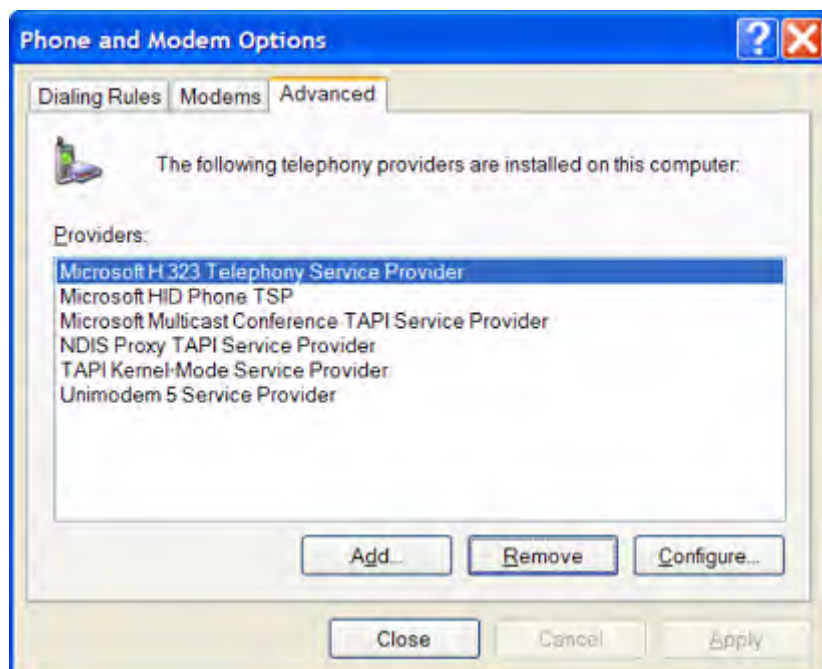 Phone and Modem Options
Dialing Rules Modems Advanced
The following telephony providers are installed on this computer:
Providers:
Microsoft H.323 Telephony Service Provider
Microsoft HID Phone TSP
Microsoft Multicast Conference TAPI Service Provider
NDIS Proxy TAPI Service Provider
TAPI Kernel-Mode Service Provider
Unimodem 5 Service Provider
Add... Remove Configure...
Close Cancel Apply